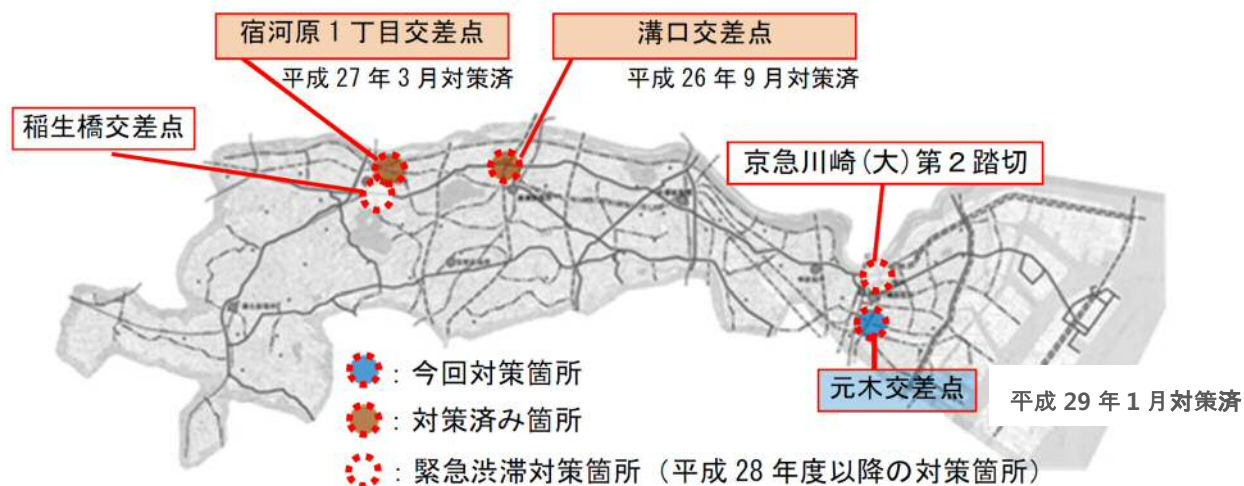 宿河原１丁目交差点
平成 27 年 3 月対策済
溝口交差点
平成 26 年 9 月対策済
稲生橋交差点
京急川崎（大）第２踏切
元木交差点
平成 29 年 1 月対策済
：今回対策箇所
：対策済み箇所
：緊急渋滞対策箇所（平成 28 年度以降の対策箇所）